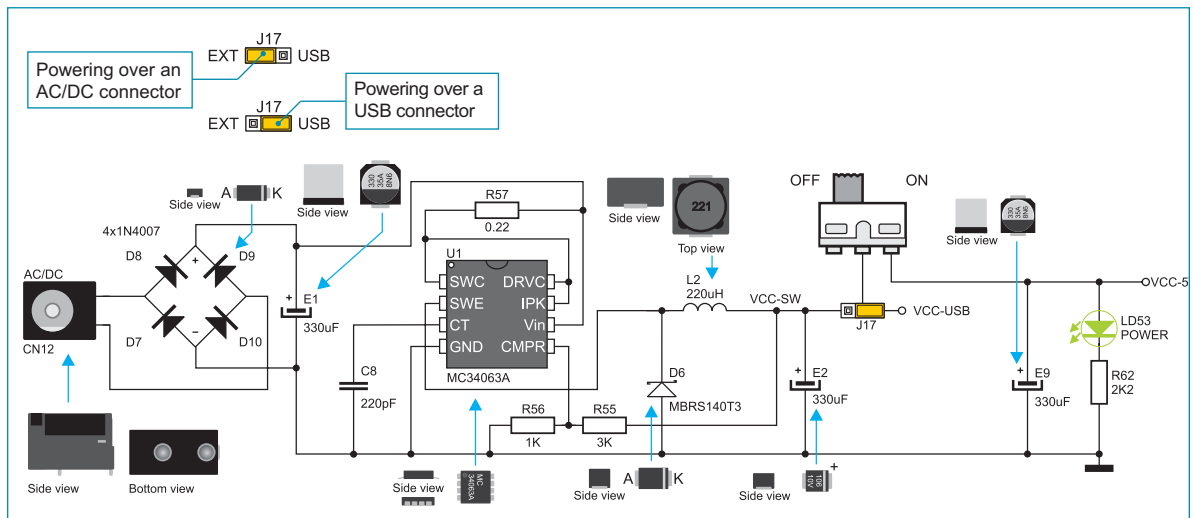 J17
EXT USB
Powering over an
AC/DC connector
Powering over a
USB connector
J17
EXT USB
Side view
A K
Side view
330
35A
8N6
4x1N4007
D8
D9
D7
D10
+
–
AC/DC
CN12
Side view
Bottom view
+
E1
330uF
R57
0.22
U1
SWC DRVC
SWE IPK
CT Vin
GND CMPR
MC34063A
C8
220pF
Side view
MC
34063A
R56
1K
R55
3K
Side view
221
Top view
L2
220uH
VCC-SW
D6
MBRS140T3
Side view
A K
+
E2
330uF
Side view
106
10V
+
OFF ON
J17
VCC-USB
Side view
330
35A
8N6
+
E9
330uF
VCC-5
LD53
POWER
R62
2K2